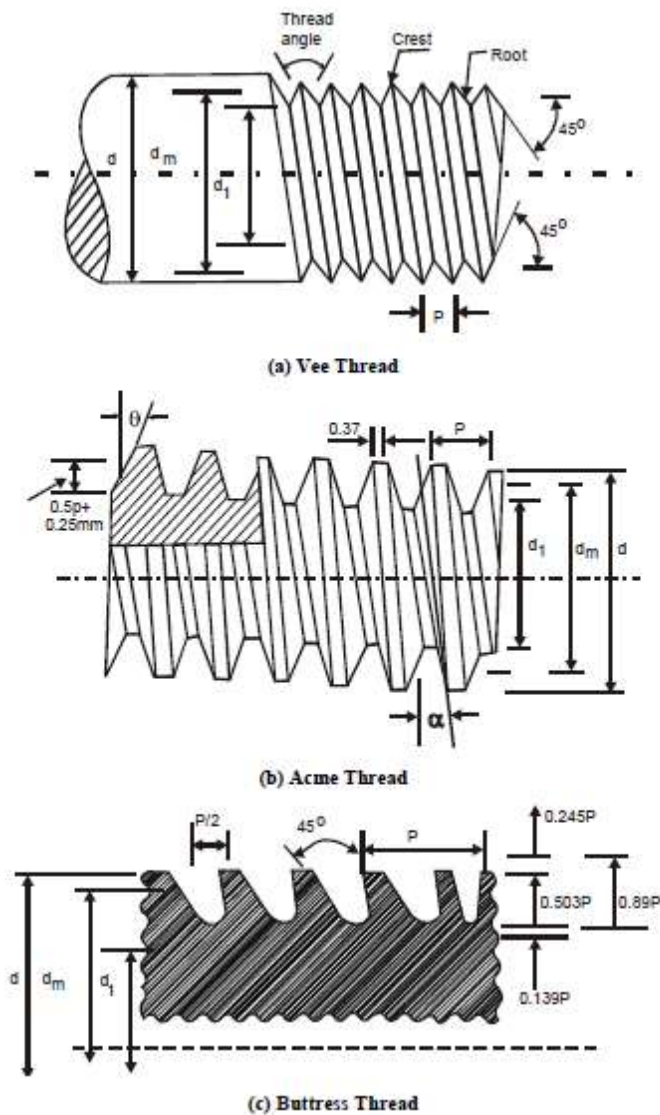 Thread
angle
Crest
Root
45°
d
dm
d1
45°
P
(a) Vee Thread
θ
0.37
P
0.5p+
0.25mm
d1
dm
d
α
(b) Acme Thread
P/2
45°
P
0.245P
0.503P
0.89P
d
dm
d1
0.139P
(c) Buttress Thread